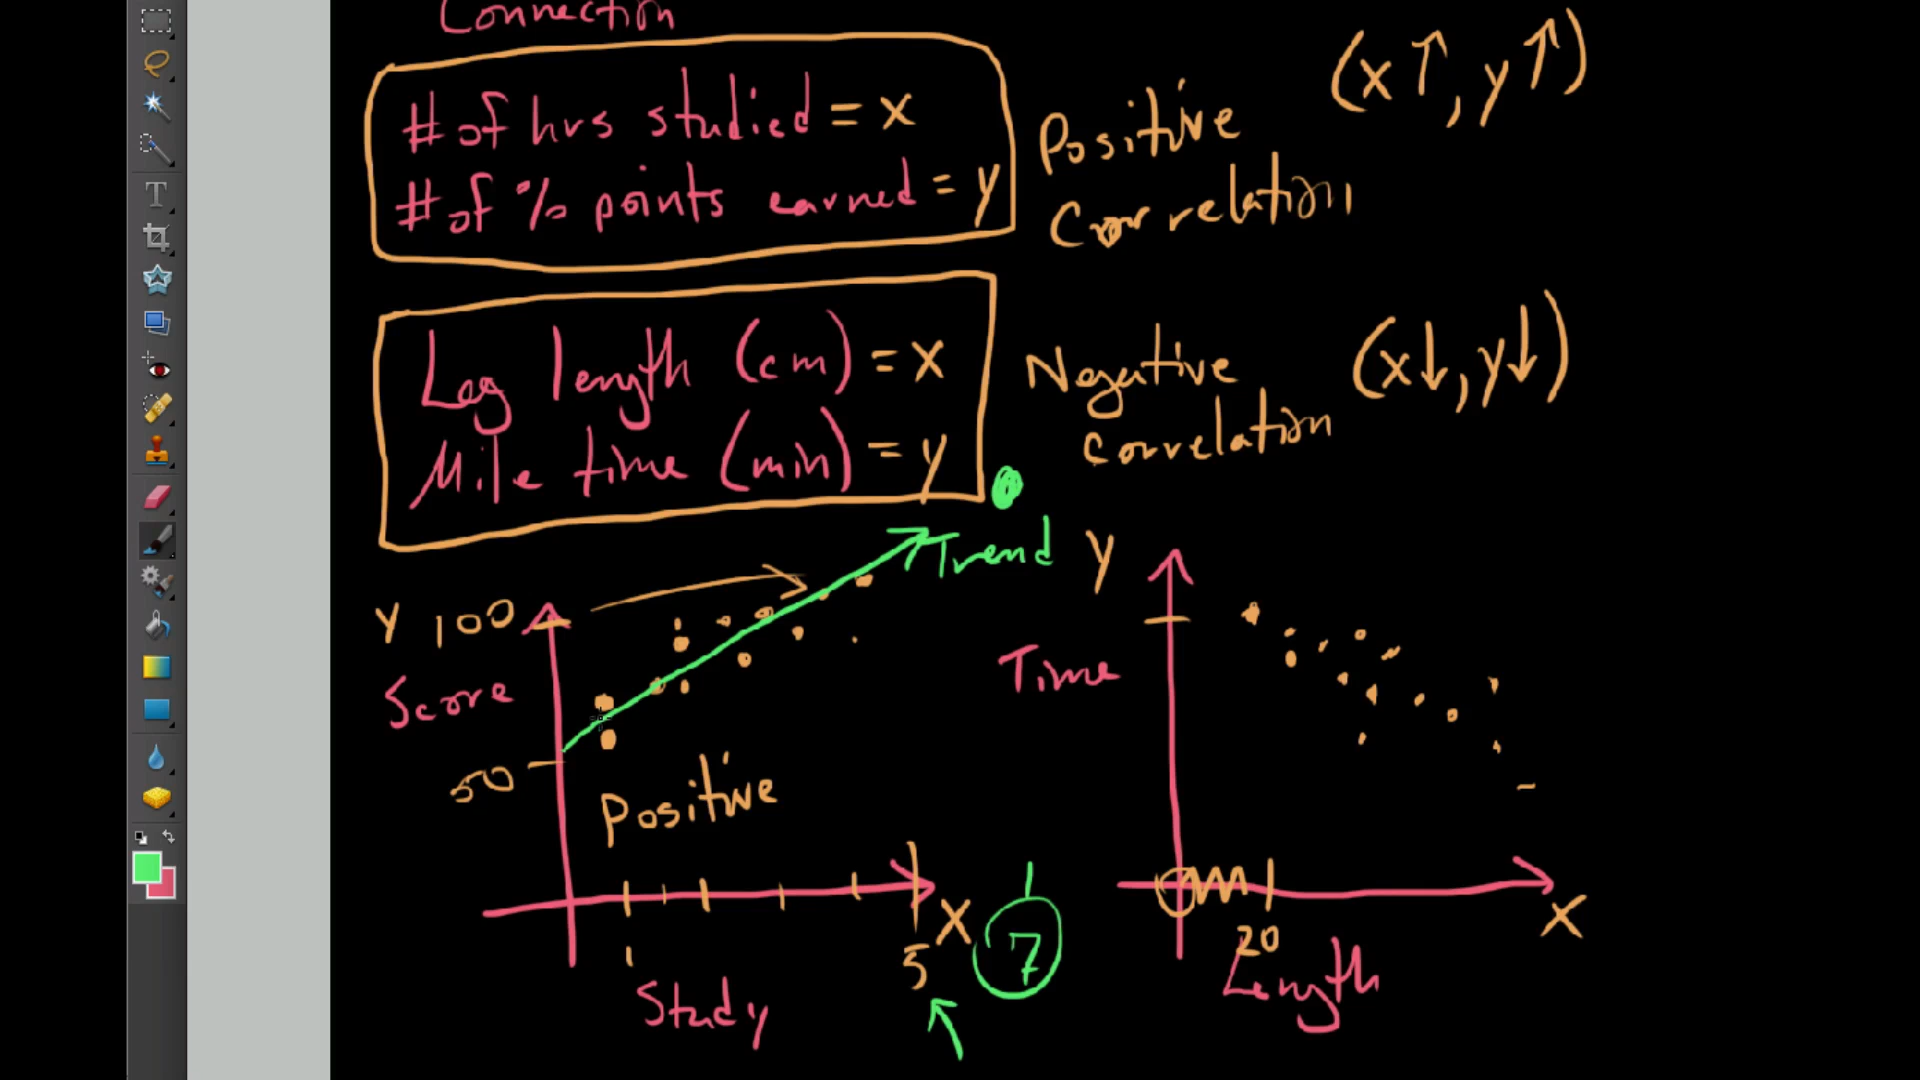 Connection
# of hrs studied = x
# of % points earned = y
Positive
Correlation
(x↑, y↑)
Leg length (cm) = x
Mile time (min) = y
Negative
Correlation
(x↓, y↓)
Trend
Y 100
Score
50
Positive
X
1
5
7
Study
Y
Time
20
X
Length
T